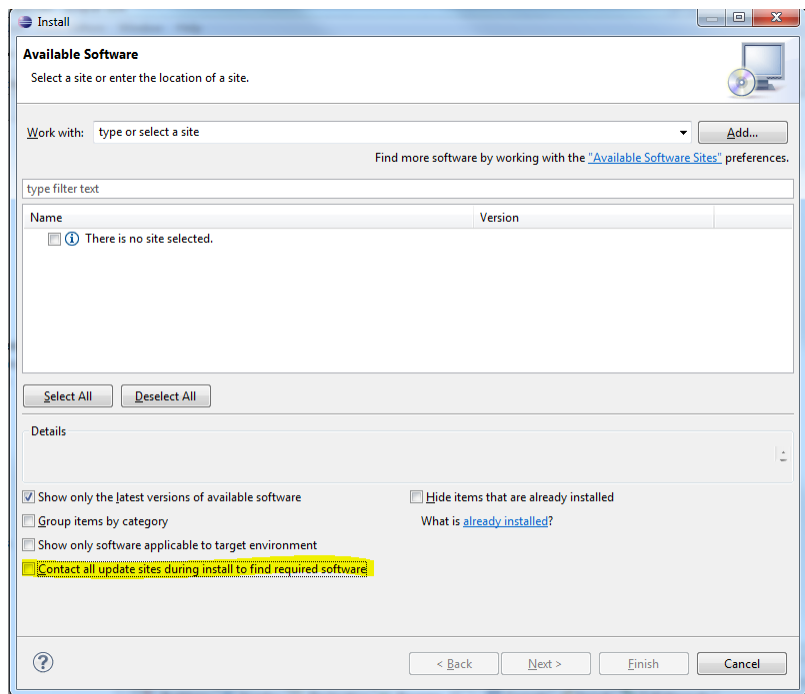 Install
Available Software
Select a site or enter the location of a site.
Work with: type or select a site Add...
Find more software by working with the "Available Software Sites" preferences.
type filter text
Name Version
There is no site selected.
Select All Deselect All
Details
Show only the latest versions of available software Hide items that are already installed
Group items by category What is already installed?
Show only software applicable to target environment
Contact all update sites during install to find required software
< Back Next > Finish Cancel